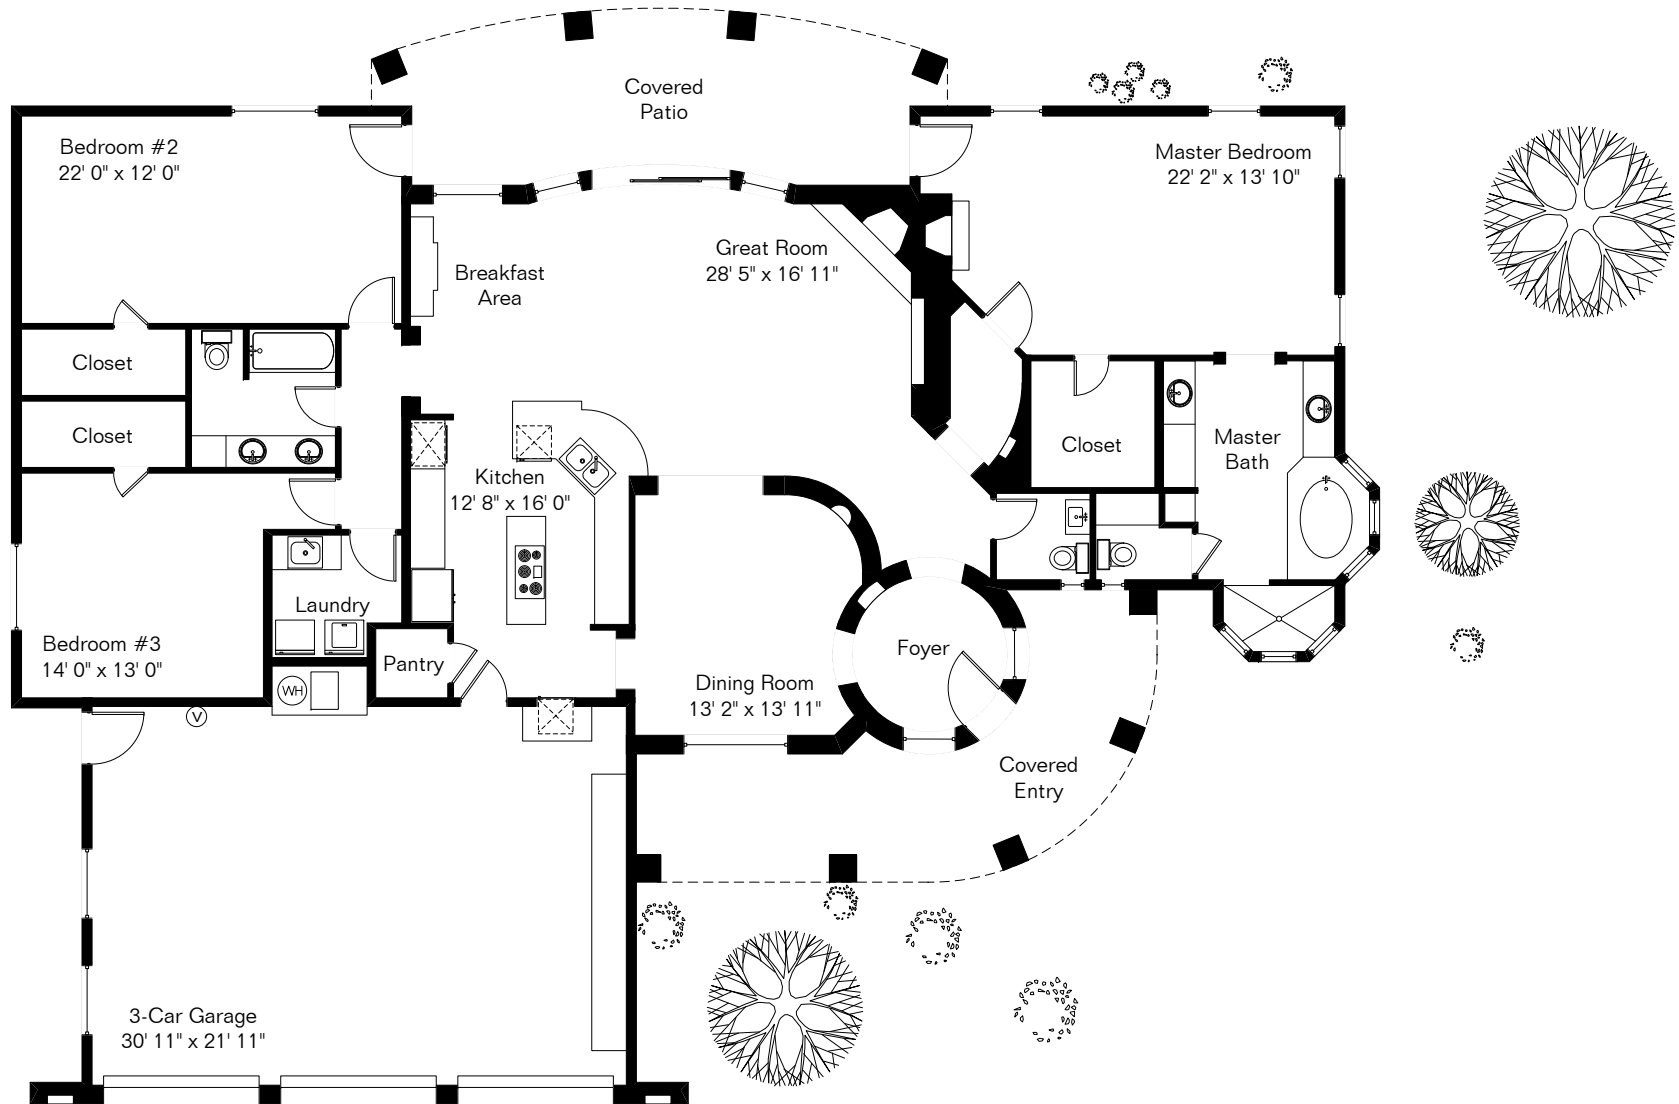 Covered
Patio
Bedroom #2
22' 0" x 12' 0"
Master Bedroom
22' 2" x 13' 10"
Great Room
28' 5" x 16' 11"
Breakfast
Area
Closet
Closet
Closet
Master
Bath
Kitchen
12' 8" x 16' 0"
Laundry
Bedroom #3
14' 0" x 13' 0"
Pantry
Foyer
WH
V
Dining Room
13' 2" x 13' 11"
Covered
Entry
3-Car Garage
30' 11" x 21' 11"